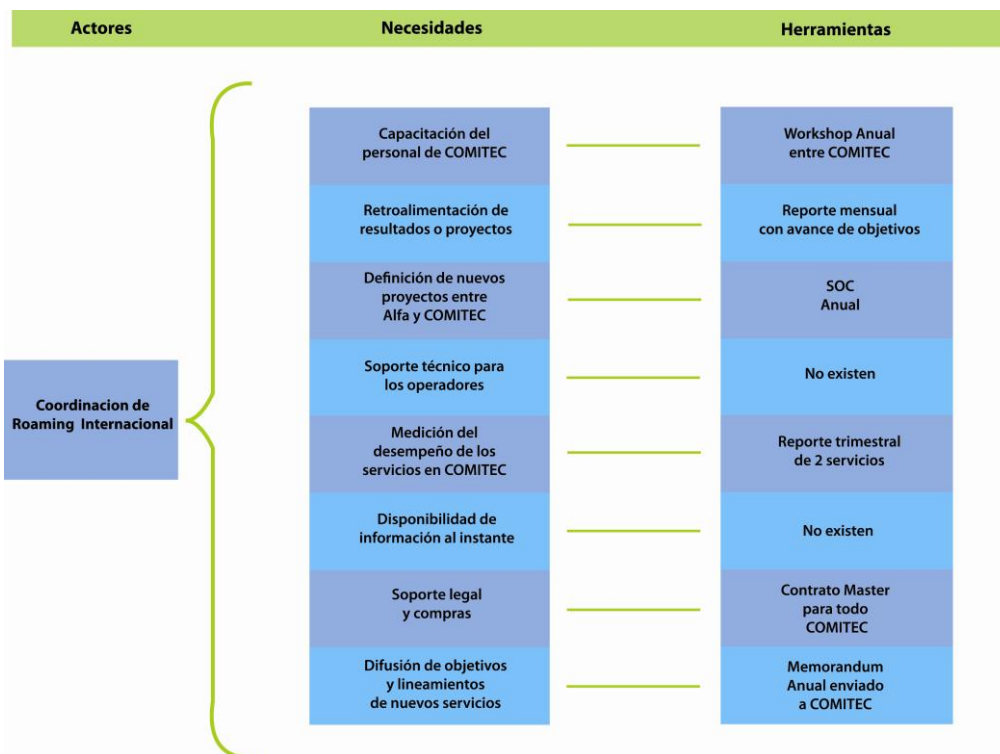 Actores
Necesidades
Herramientas
Capacitación del
personal de COMITEC
Workshop Anual
entre COMITEC
Retroalimentación de
resultados o proyectos
Reporte mensual
con avance de objetivos
Definición de nuevos
proyectos entre
Alfa y COMITEC
SOC
Anual
Soporte técnico para
los operadores
No existen
Coordinacion de
Roaming Internacional
Medición del
desempeño de los
servicios en COMITEC
Reporte trimestral
de 2 servicios
Disponibilidad de
información al instante
No existen
Soporte legal
y compras
Contrato Master
para todo
COMITEC
Difusión de objetivos
y lineamientos
de nuevos servicios
Memorandum
Anual enviado
a COMITEC